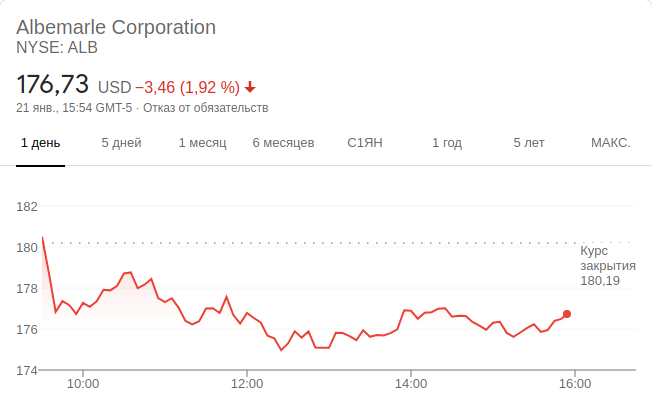 Albemarle Corporation
NYSE: ALB
176,73 USD −3,46 (1,92 %)
21 янв., 15:54 GMT-5 · Отказ от обязательств
1 день 5 дней 1 месяц 6 месяцев С1ЯН 1 год 5 лет МАКС.
182
180
Курс
закрытия
180,19
178
176
174
10:00 12:00 14:00 16:00